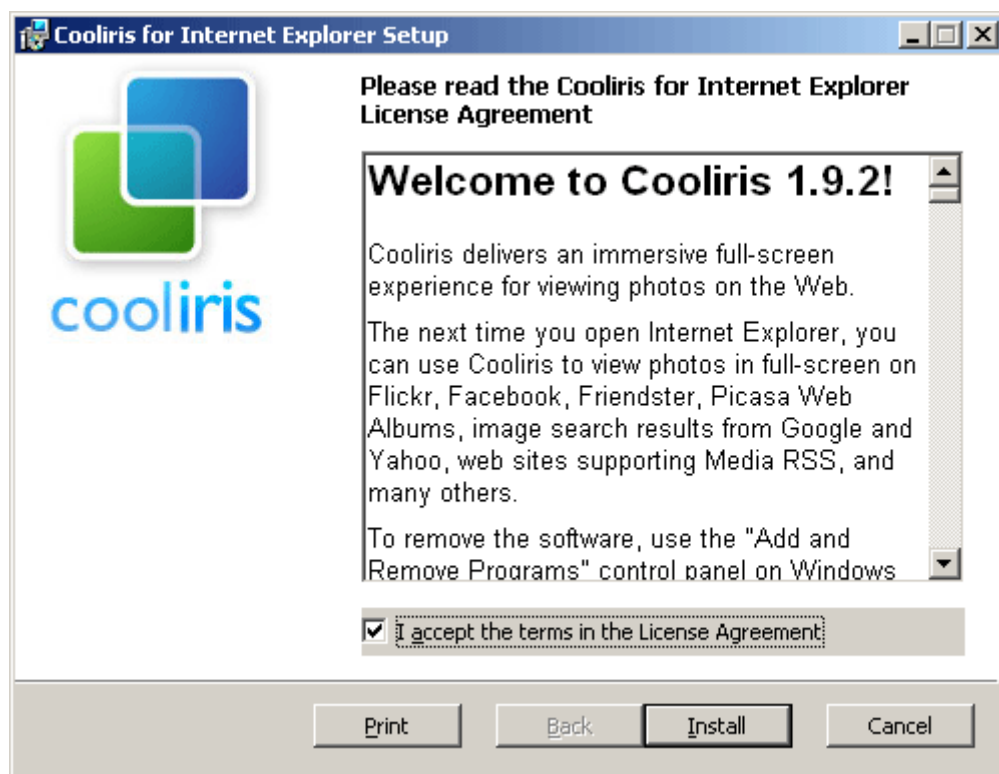 Cooliris for Internet Explorer Setup
Please read the Cooliris for Internet Explorer
License Agreement
Welcome to Cooliris 1.9.2!
Cooliris delivers an immersive full-screen
experience for viewing photos on the Web.
The next time you open Internet Explorer, you
can use Cooliris to view photos in full-screen on
Flickr, Facebook, Friendster, Picasa Web
Albums, image search results from Google and
Yahoo, web sites supporting Media RSS, and
many others.
To remove the software, use the "Add and
Remove Programs" control panel on Windows
cooliris
I accept the terms in the License Agreement
Print
Back
Install
Cancel